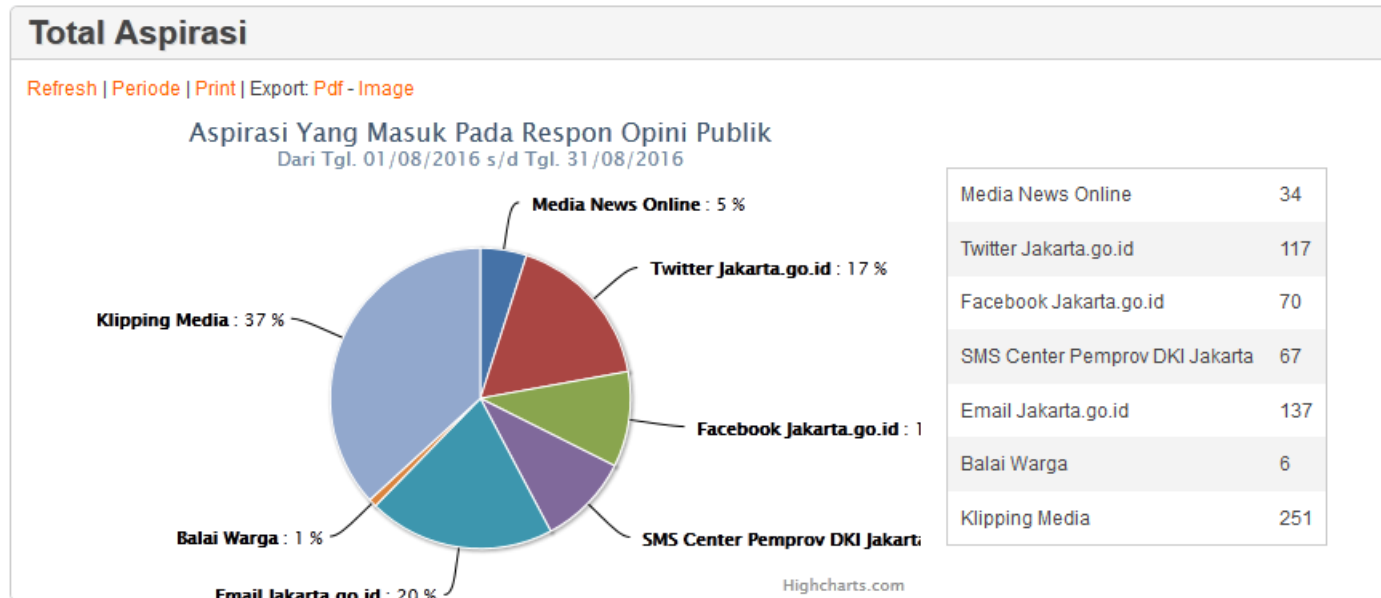 Total Aspirasi
Refresh | Periode | Print | Export: Pdf - Image
Aspirasi Yang Masuk Pada Respon Opini Publik
Dari Tgl. 01/08/2016 s/d Tgl. 31/08/2016
Media News Online : 5 %
Twitter Jakarta.go.id : 17 %
Klipping Media : 37 %
Facebook Jakarta.go.id : 1
Balai Warga : 1 %
SMS Center Pemprov DKI Jakarta
Email Jakarta.go.id : 20 %
Highcharts.com
Media News Online 34
Twitter Jakarta.go.id 117
Facebook Jakarta.go.id 70
SMS Center Pemprov DKI Jakarta 67
Email Jakarta.go.id 137
Balai Warga 6
Klipping Media 251